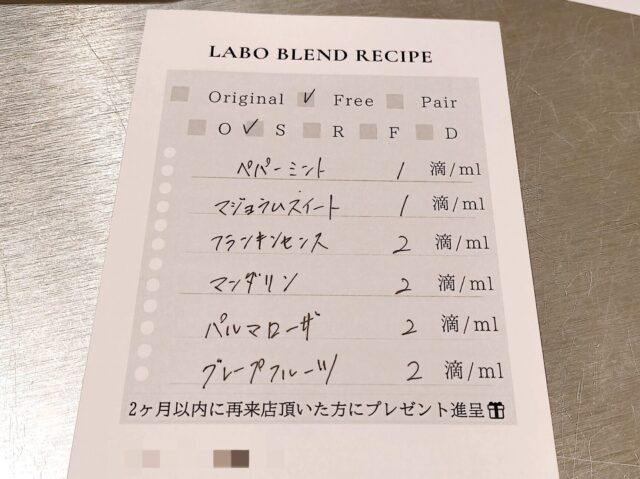 LABO BLEND RECIPE
Original ✓ Free Pair
O ✓ S R F D
ペパーミント 1 滴/ml
マジョラムスイート 1 滴/ml
フランキンセンス 2 滴/ml
マンダリン 2 滴/ml
パルマローザ 2 滴/ml
グレープフルーツ 2 滴/ml
2ヶ月以内に再来店頂いた方にプレゼント進呈🎁